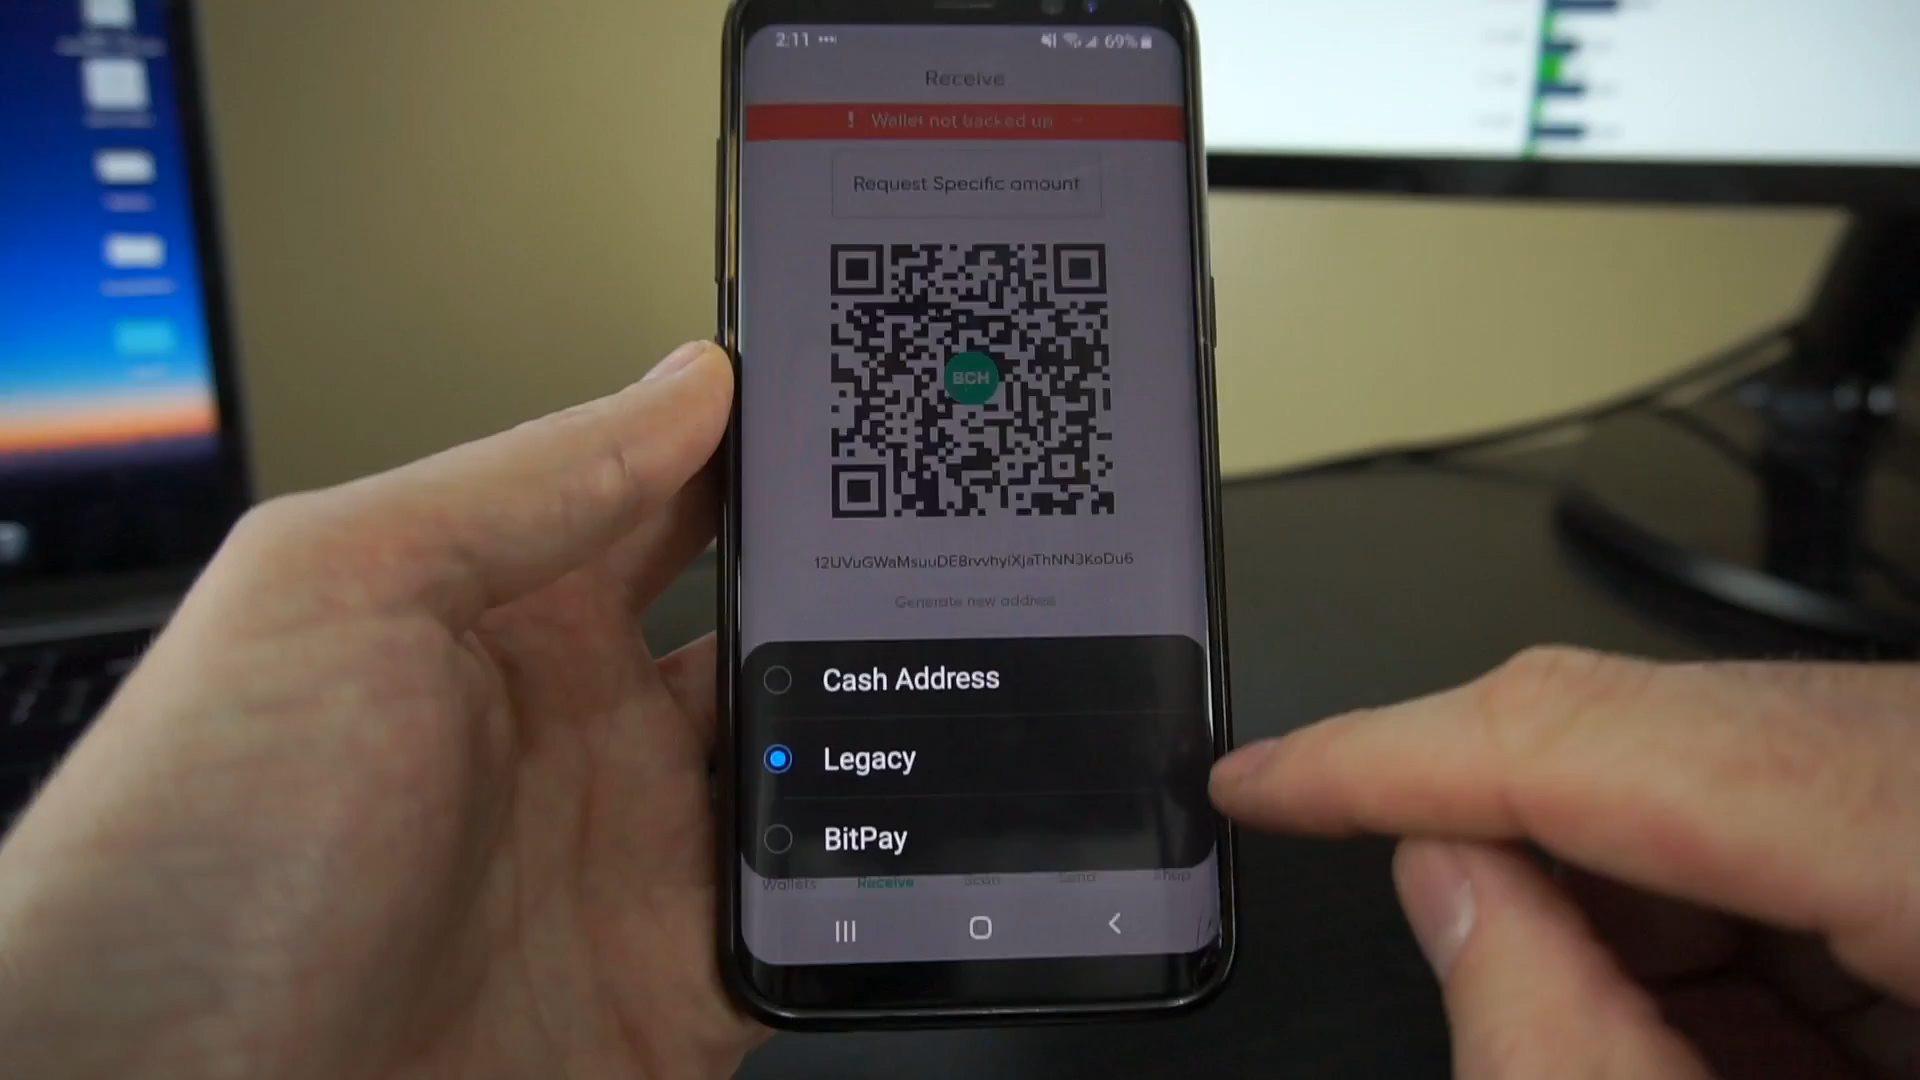 2:11
69%
Receive
! Wallet not backed up
Request Specific amount
BCH
12UVuGWaMsuuDE8rvvhyiXjaThNN3KoDu6
Generate new address
Cash Address
Legacy
BitPay
Wallets Receive Scan Send Shop